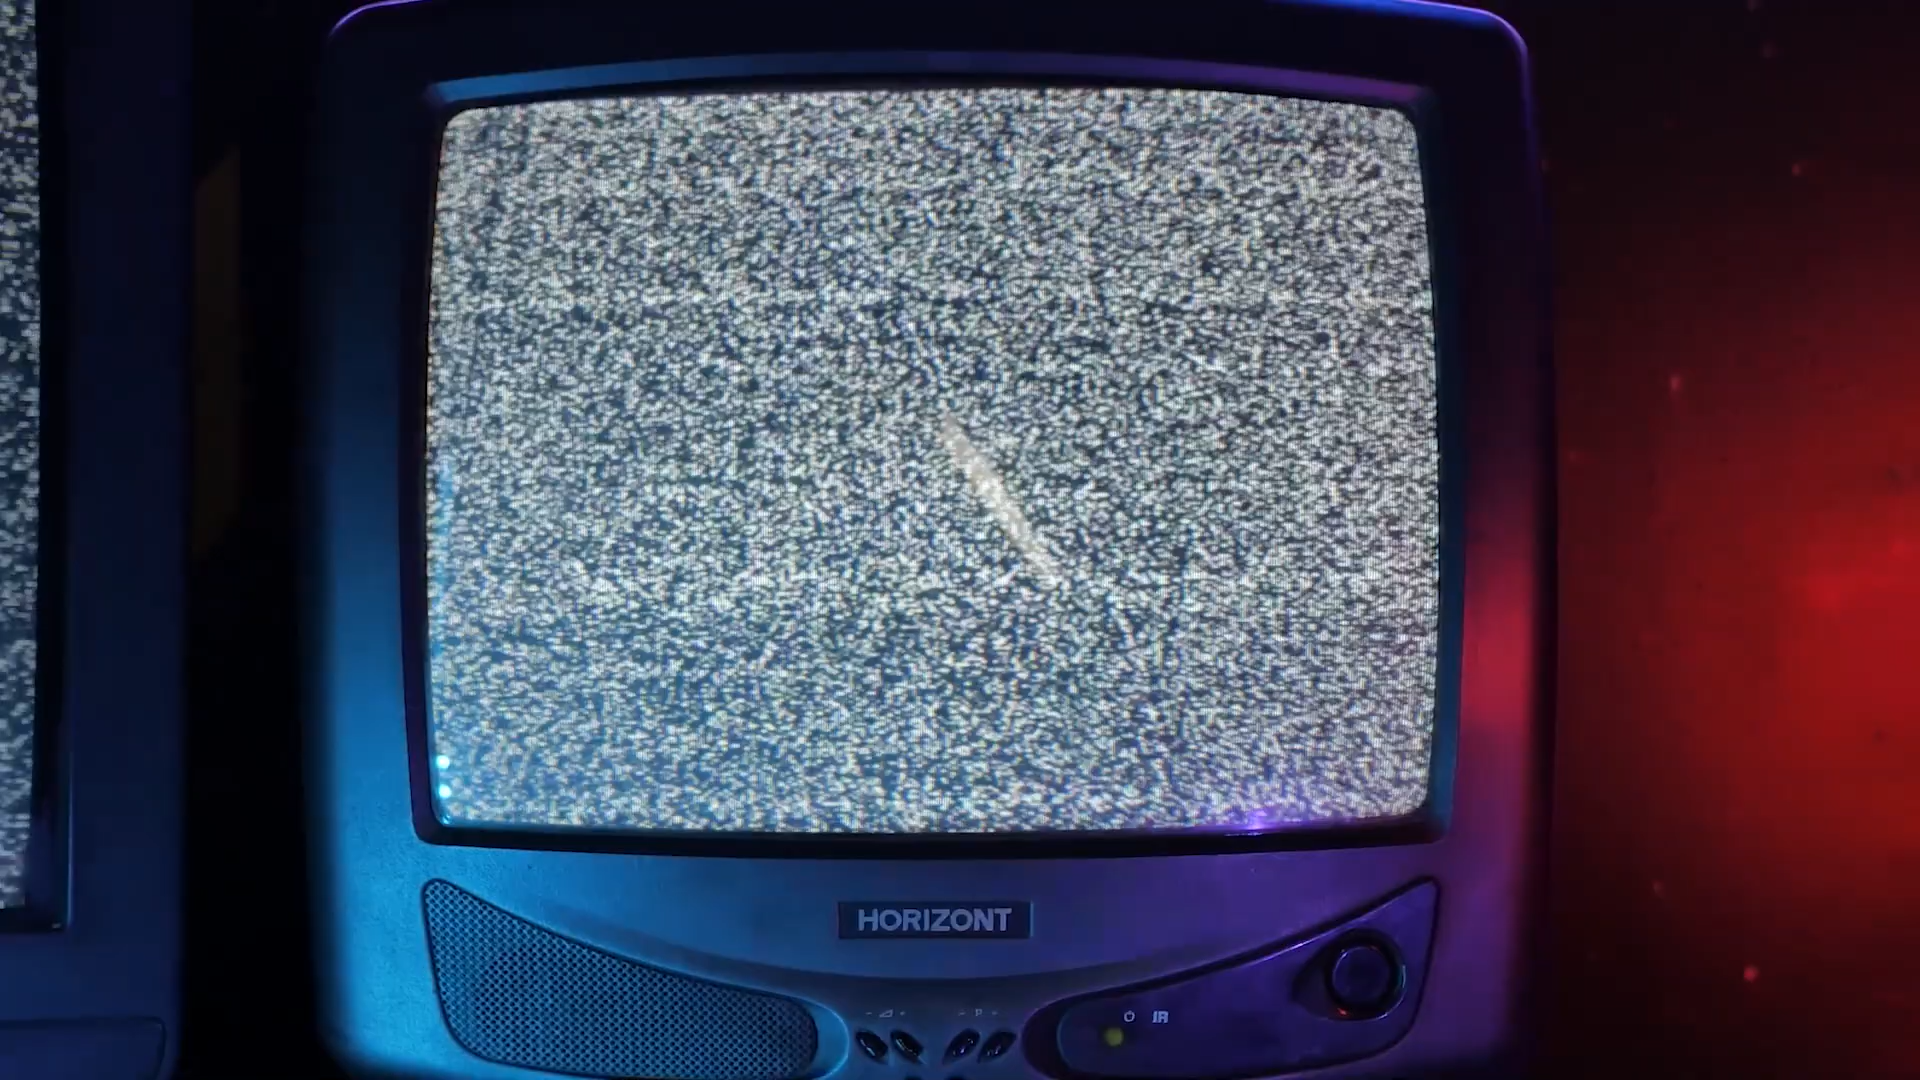 HORIZONT
- ◿ + - P +
⏻ IR